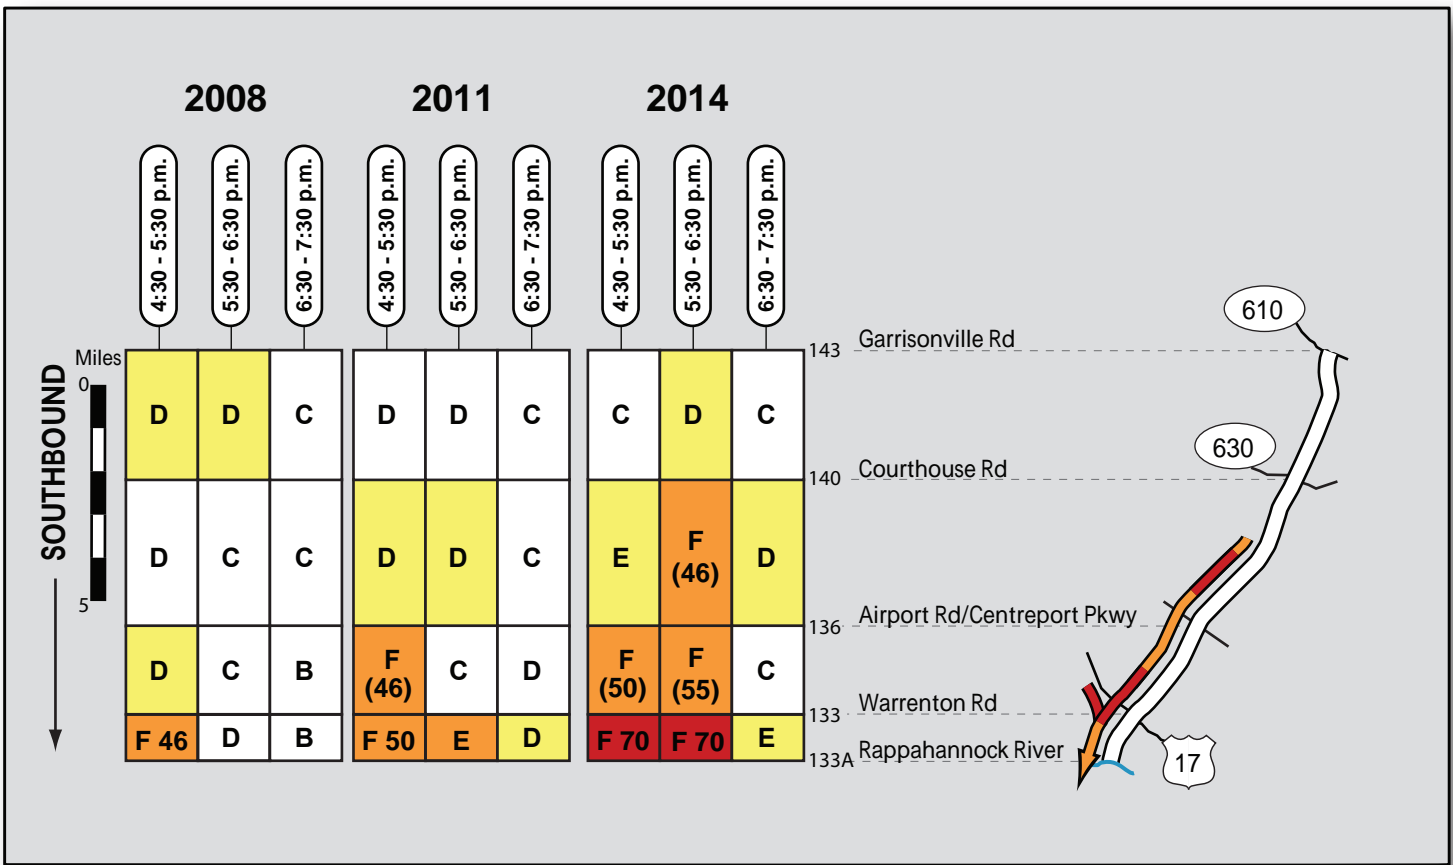 2008 2011 2014
4:30 - 5:30 p.m. 5:30 - 6:30 p.m. 6:30 - 7:30 p.m. 4:30 - 5:30 p.m. 5:30 - 6:30 p.m. 6:30 - 7:30 p.m. 4:30 - 5:30 p.m. 5:30 - 6:30 p.m. 6:30 - 7:30 p.m.
610
143 Garrisonville Rd
Miles
0
SOUTHBOUND
D D C D D C C D C
630
140 Courthouse Rd
D C C D D C E F (46) D
5
136 Airport Rd/Centreport Pkwy
D C B F (46) C D F (50) F (55) C
133 Warrenton Rd
F 46 D B F 50 E D F 70 F 70 E
133A Rappahannock River
17